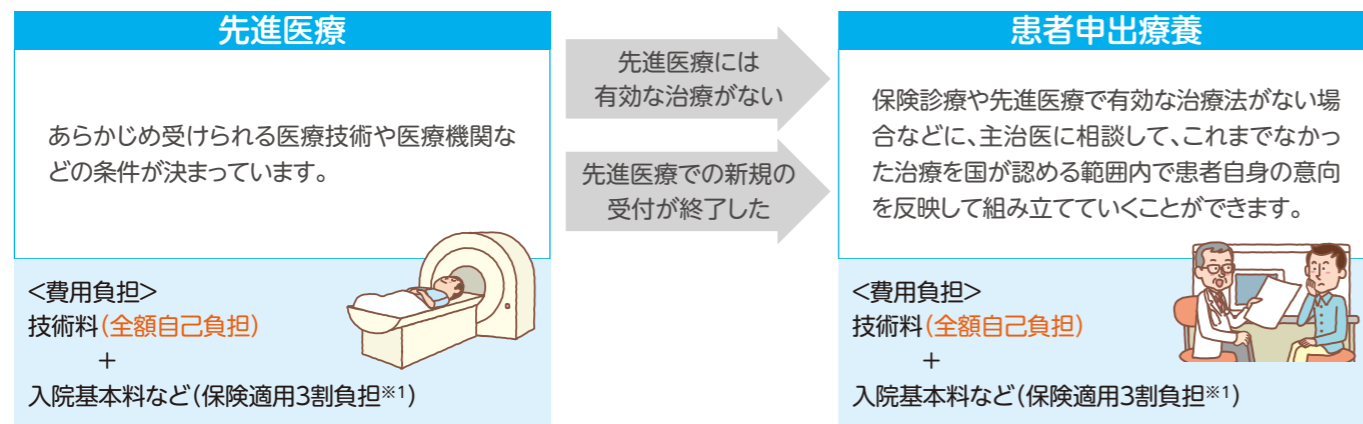 先進医療
あらかじめ受けられる医療技術や医療機関な
どの条件が決まっています。
<費用負担>
技術料(全額自己負担)
+
入院基本料など(保険適用3割負担※1)
先進医療には
有効な治療がない
先進医療での新規の
受付が終了した
患者申出療養
保険診療や先進医療で有効な治療法がない場
合などに、主治医に相談して、これまでなかっ
た治療を国が認める範囲内で患者自身の意向
を反映して組み立てていくことができます。
<費用負担>
技術料(全額自己負担)
+
入院基本料など(保険適用3割負担※1)